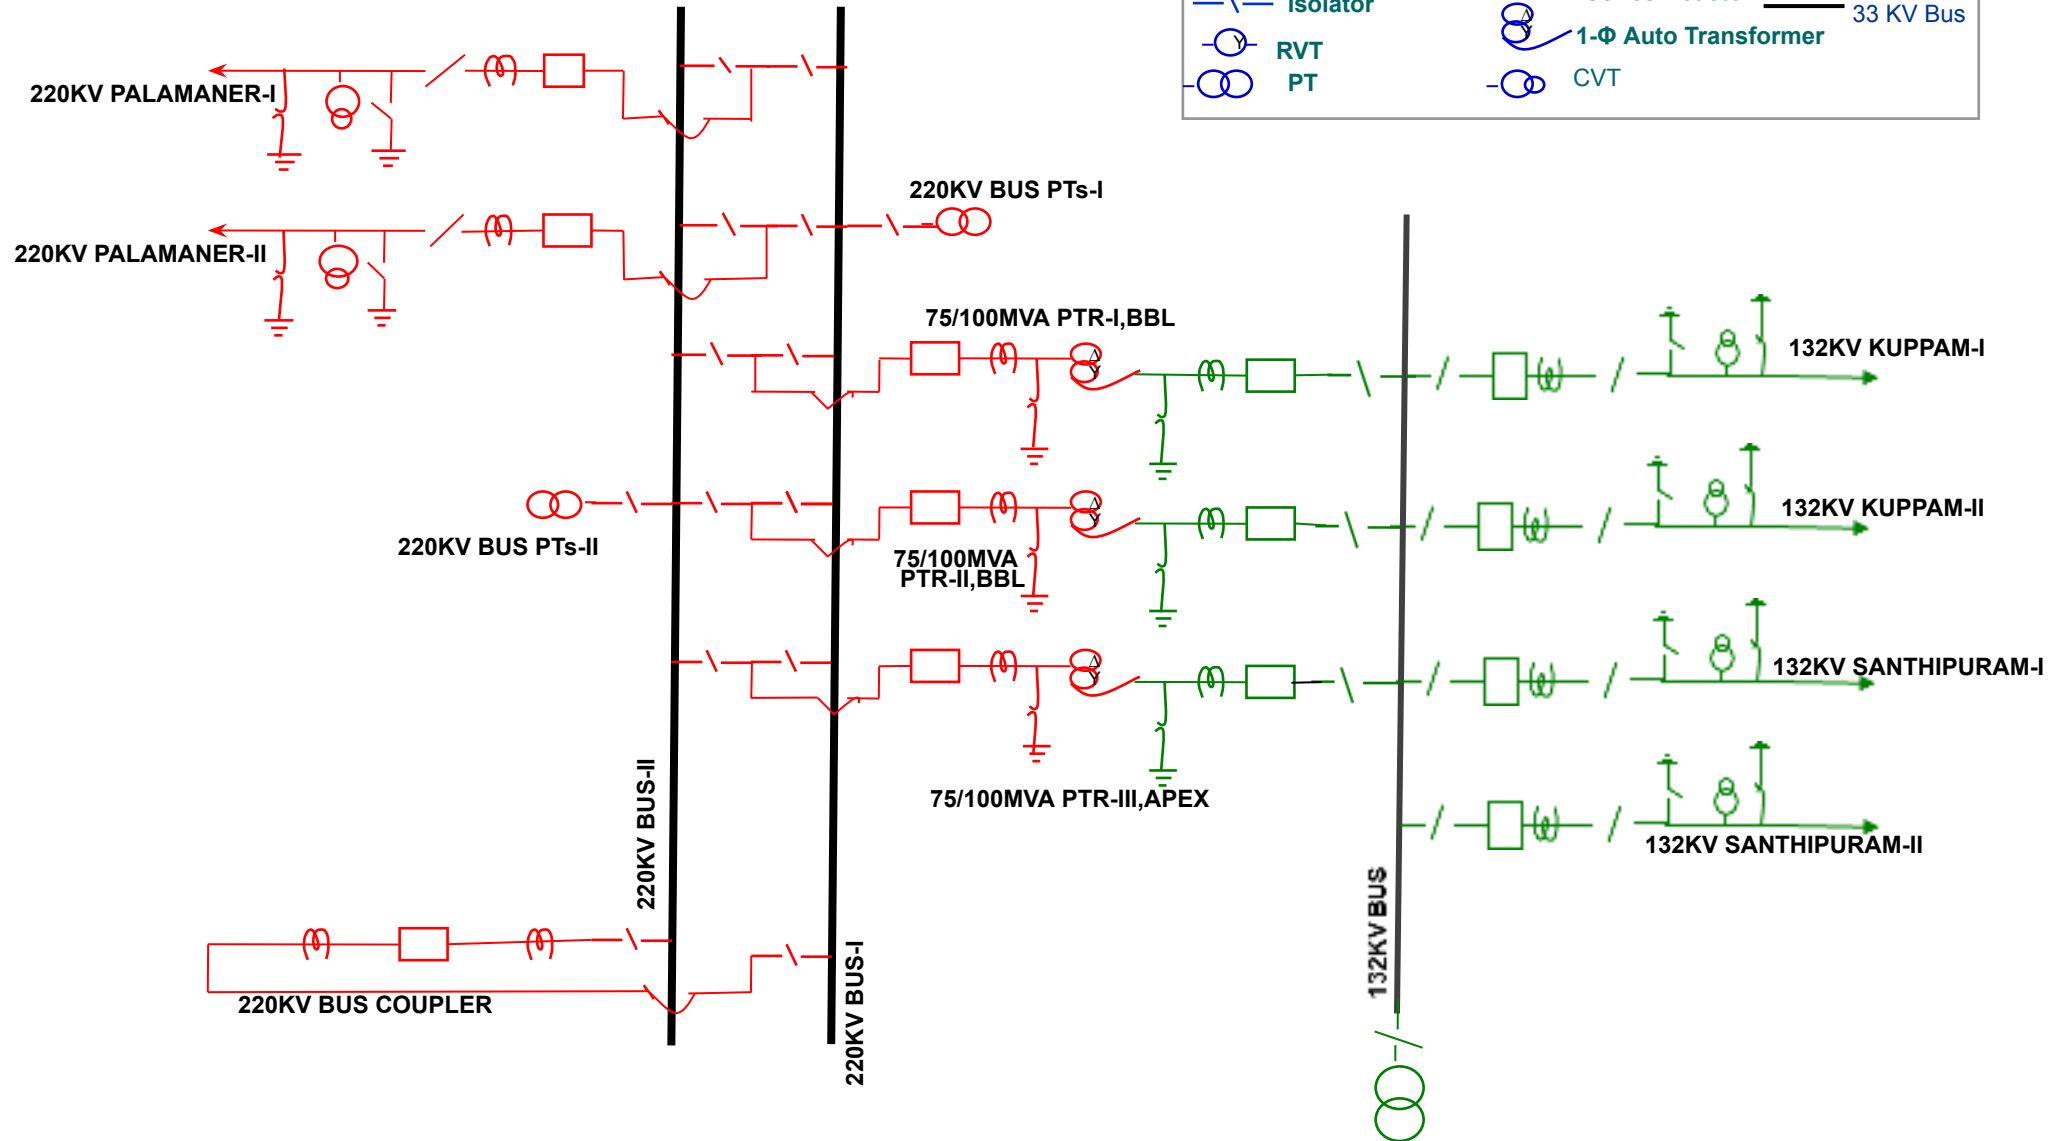 Isolator
33 KV Bus
RVT
1-Φ Auto Transformer
PT
CVT
220KV PALAMANER-I
220KV BUS PTs-I
220KV PALAMANER-II
75/100MVA PTR-I,BBL
132KV KUPPAM-I
132KV KUPPAM-II
220KV BUS PTs-II
75/100MVA
PTR-II,BBL
132KV SANTHIPURAM-I
75/100MVA PTR-III,APEX
132KV SANTHIPURAM-II
220KV BUS-II
132KV BUS
220KV BUS COUPLER
220KV BUS-I
Y
Δ
Y
Δ
Y
Δ
Y
Δ
Y